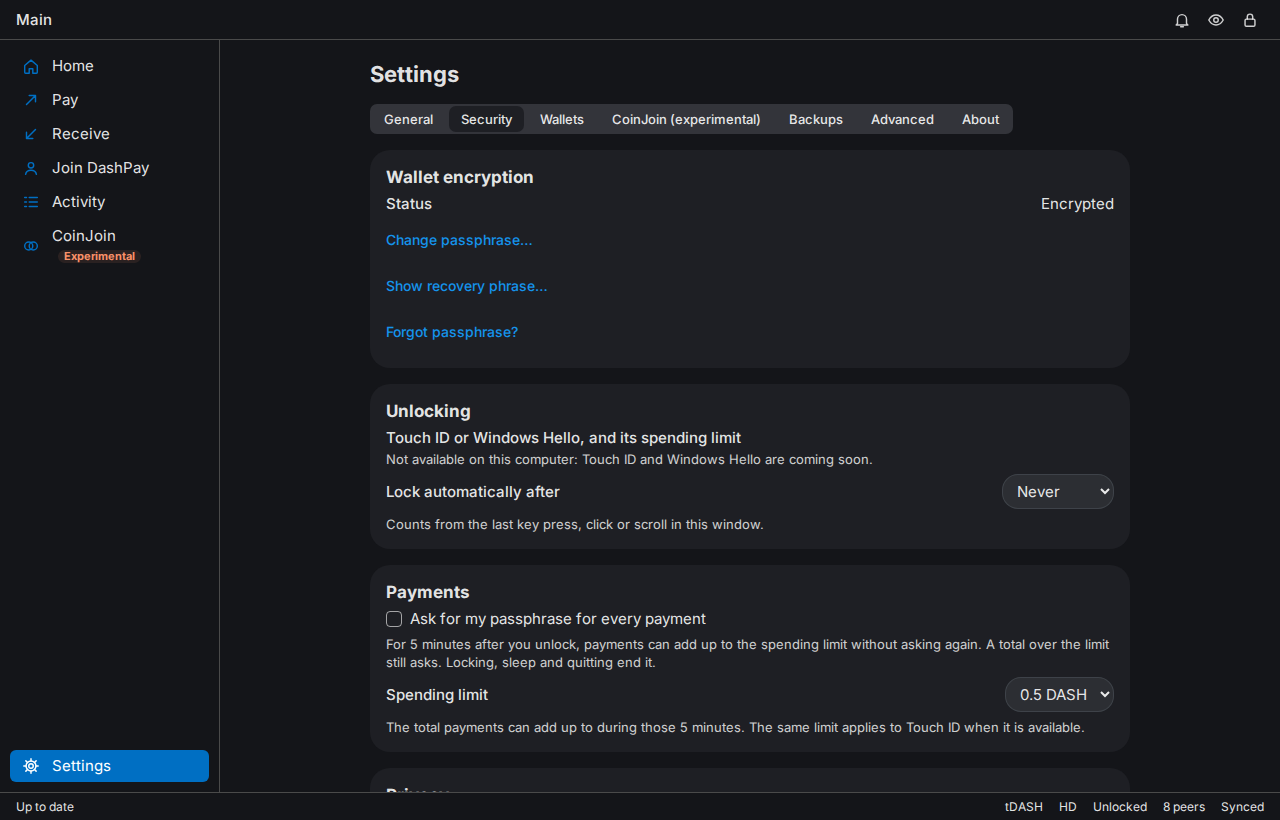 Main
Home
Pay
Receive
Join DashPay
Activity
CoinJoin
Experimental
Settings
Settings
General Security Wallets CoinJoin (experimental) Backups Advanced About
Wallet encryption
Status Encrypted
Change passphrase...
Show recovery phrase...
Forgot passphrase?
Unlocking
Touch ID or Windows Hello, and its spending limit
Not available on this computer: Touch ID and Windows Hello are coming soon.
Lock automatically after Never
Counts from the last key press, click or scroll in this window.
Payments
Ask for my passphrase for every payment
For 5 minutes after you unlock, payments can add up to the spending limit without asking again. A total over the limit
still asks. Locking, sleep and quitting end it.
Spending limit 0.5 DASH
The total payments can add up to during those 5 minutes. The same limit applies to Touch ID when it is available.
Up to date tDASH HD Unlocked 8 peers Synced